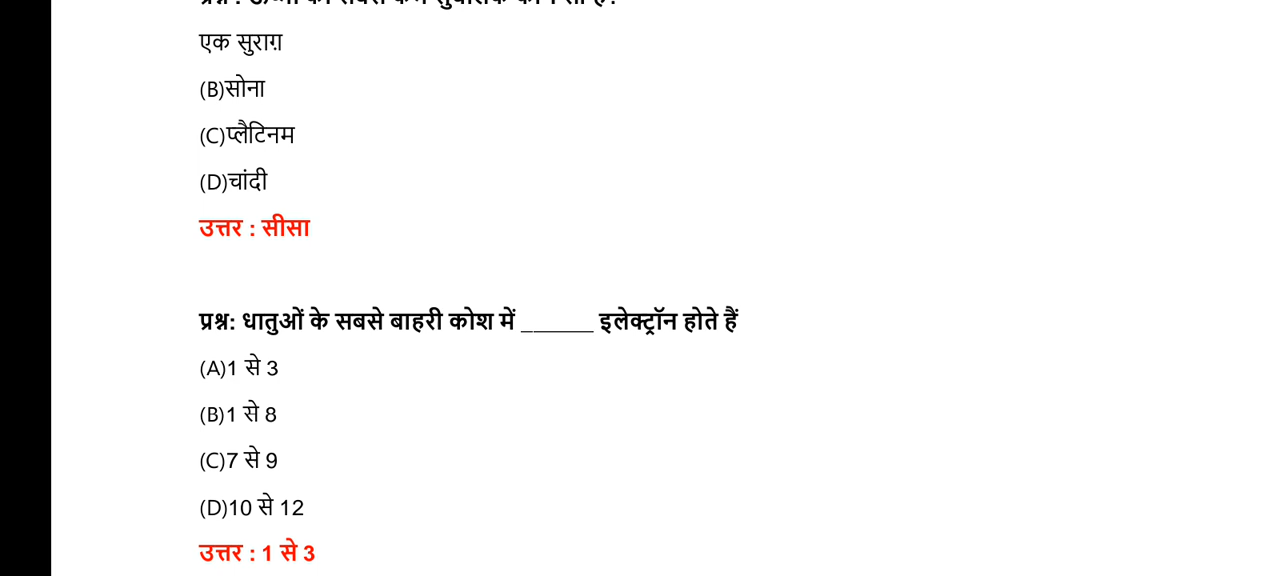 एक सुराग़
(B)सोना
(C)प्लैटिनम
(D)चांदी
उत्तर : सीसा
प्रश्न: धातुओं के सबसे बाहरी कोश में ______ इलेक्ट्रॉन होते हैं
(A)1 से 3
(B)1 से 8
(C)7 से 9
(D)10 से 12
उत्तर : 1 से 3